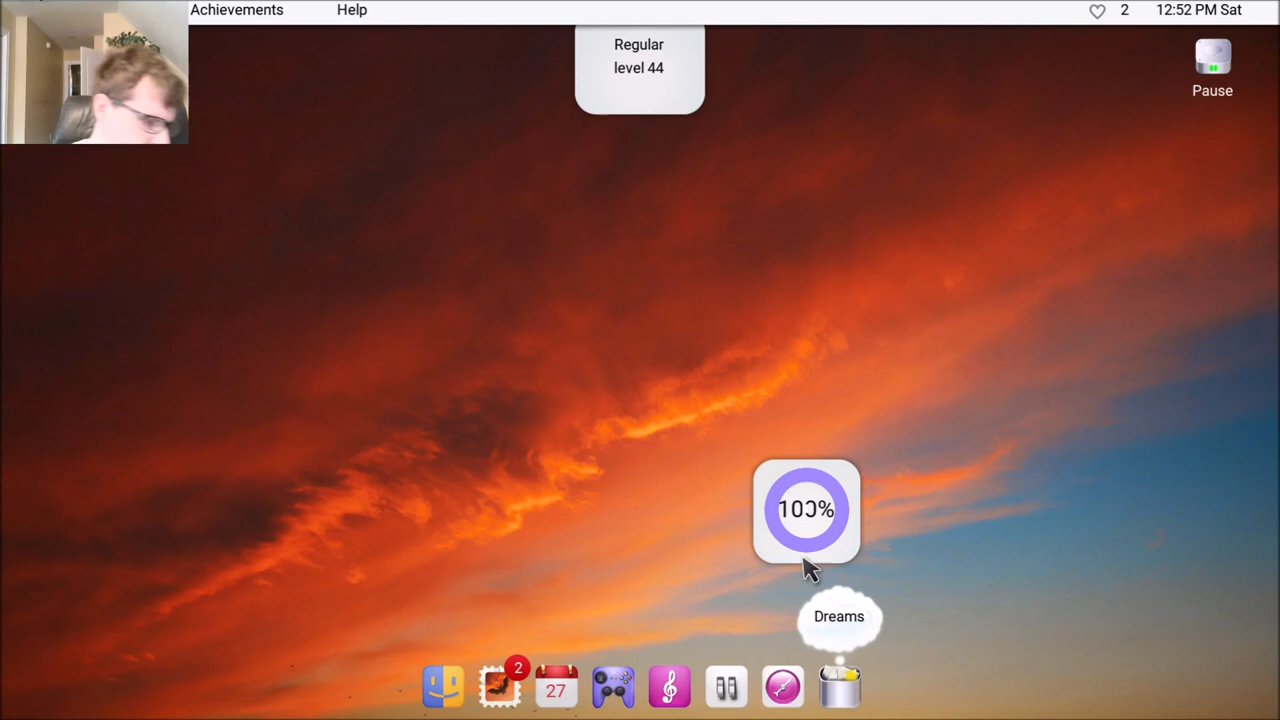 Achievements Help 2 12:52 PM Sat
Regular
level 44
Pause
100%
Dreams
2
27